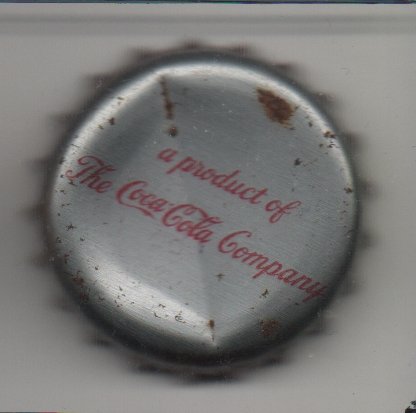 a product of
The Coca-Cola Company